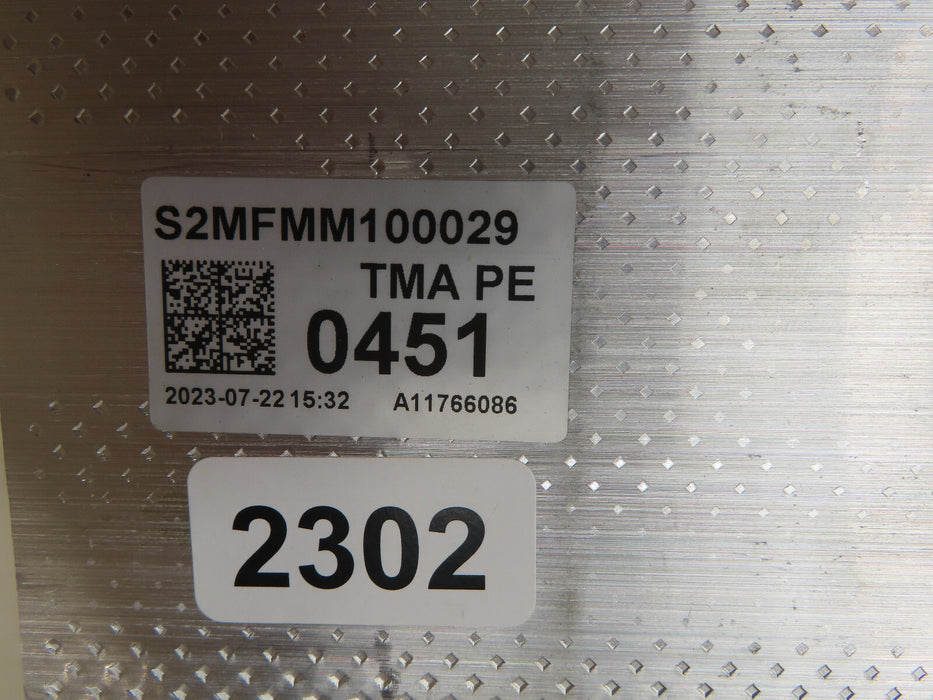 S2MFMM100029
TMA PE
0451
2023-07-22 15:32 A11766086
2302